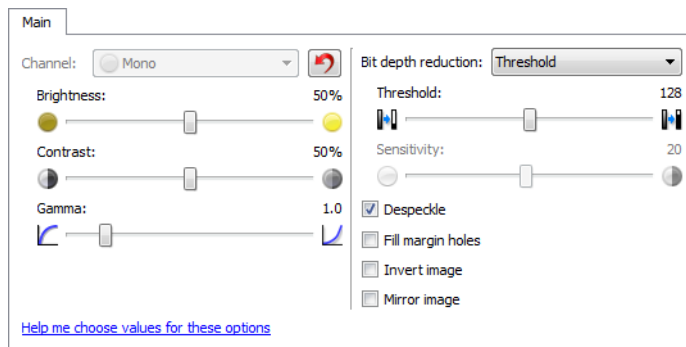 Main
Channel: Mono
Brightness: 50%
Contrast: 50%
Gamma: 1.0
Help me choose values for these options
Bit depth reduction: Threshold
Threshold: 128
Sensitivity: 20
Despeckle
Fill margin holes
Invert image
Mirror image